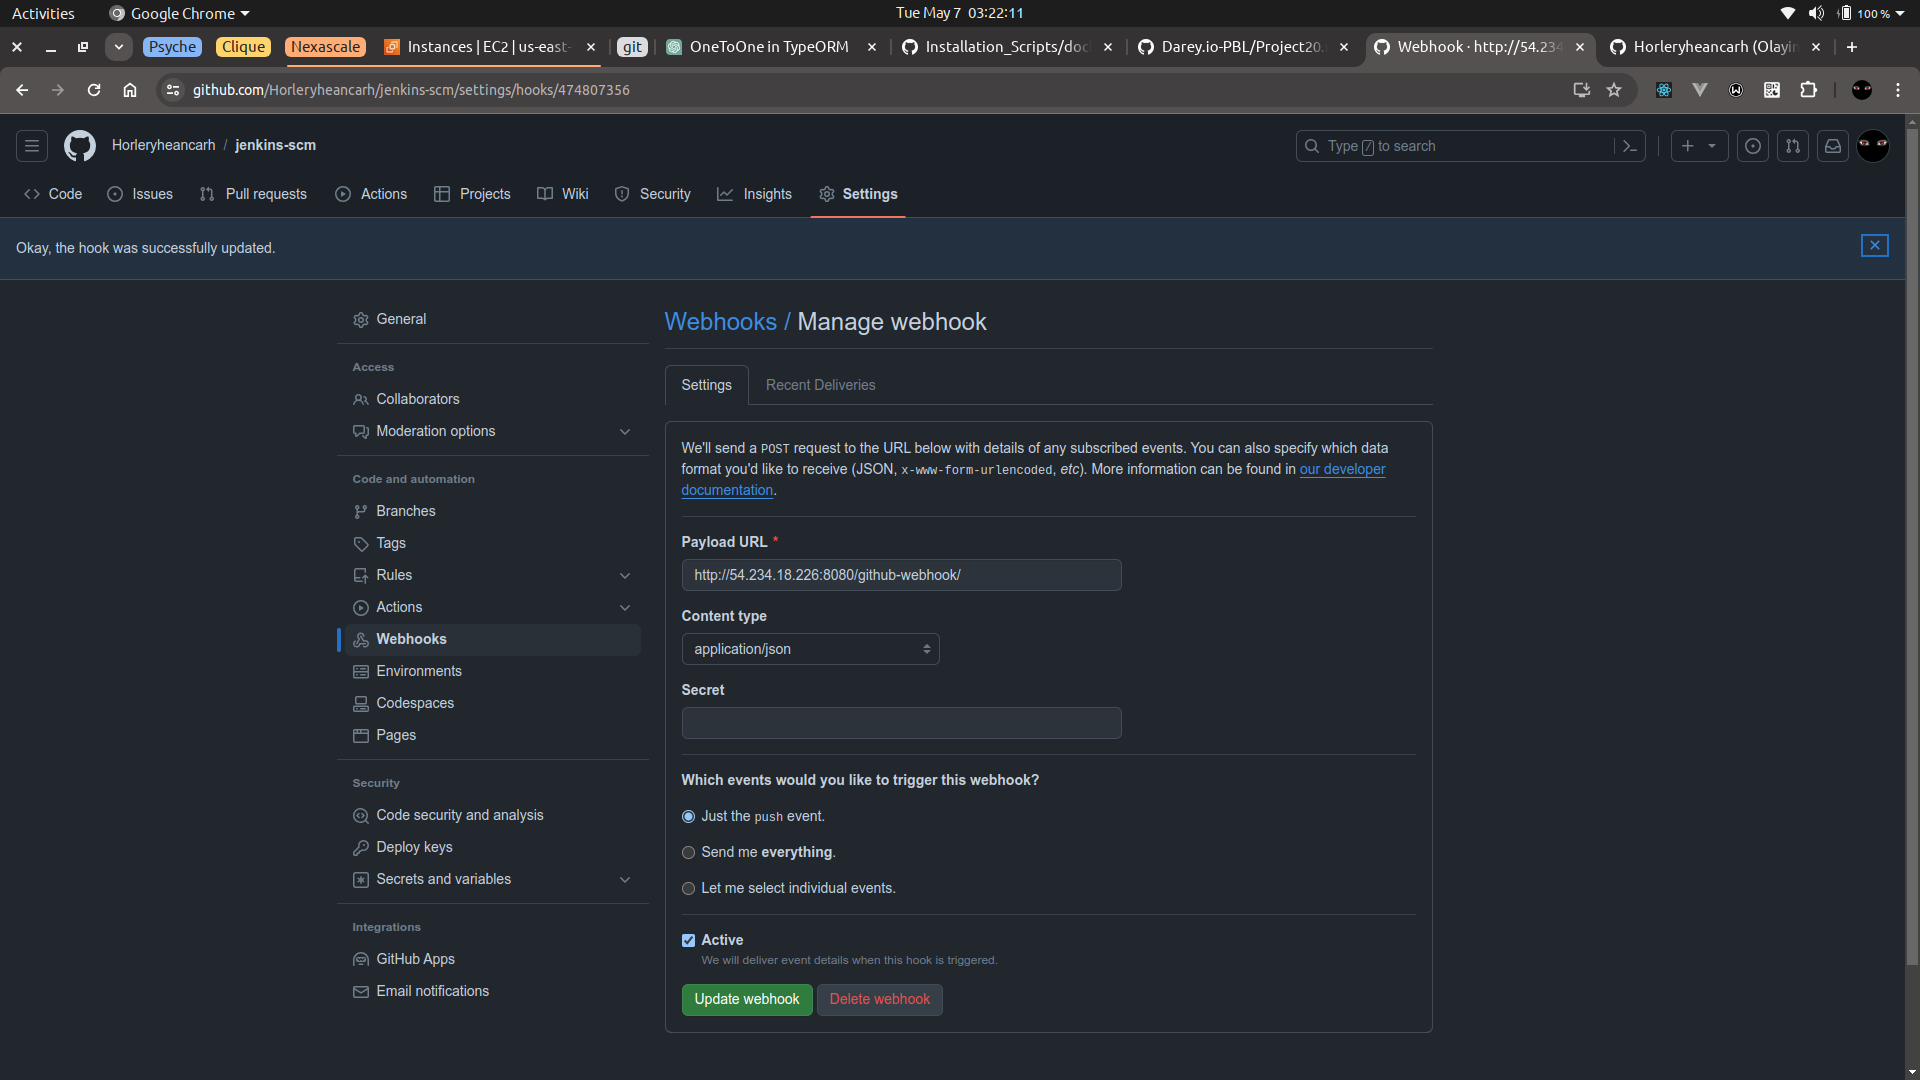 Activities
Google Chrome
Tue May 7 03:22:11
100 %
Psyche
Clique
Nexascale
Instances | EC2 | us-east-
git
OneToOne in TypeORM
Installation_Scripts/doc
Darey.io-PBL/Project20.
Webhook · http://54.234
Horleryheancarh (Olayin
github.com/Horleryheancarh/jenkins-scm/settings/hooks/474807356
Horleryheancarh / jenkins-scm
Type / to search
Code
Issues
Pull requests
Actions
Projects
Wiki
Security
Insights
Settings
Okay, the hook was successfully updated.
General
Access
Collaborators
Moderation options
Code and automation
Branches
Tags
Rules
Actions
Webhooks
Environments
Codespaces
Pages
Security
Code security and analysis
Deploy keys
Secrets and variables
Integrations
GitHub Apps
Email notifications
Webhooks / Manage webhook
Settings
Recent Deliveries
We'll send a POST request to the URL below with details of any subscribed events. You can also specify which data
format you'd like to receive (JSON, x-www-form-urlencoded, etc). More information can be found in our developer
documentation.
Payload URL *
http://54.234.18.226:8080/github-webhook/
Content type
application/json
Secret
Which events would you like to trigger this webhook?
Just the push event.
Send me everything.
Let me select individual events.
Active
We will deliver event details when this hook is triggered.
Update webhook
Delete webhook